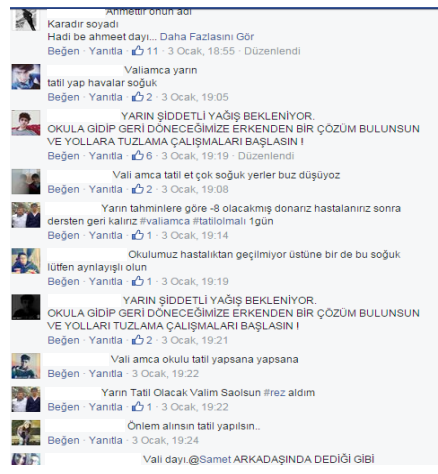 Ahmettir onun adı
Karadır soyadı
Hadi be ahmeet dayı... Daha Fazlasını Gör
Beğen · Yanıtla · 11 · 3 Ocak, 18:55 · Düzenlendi
Valiamca yarın
tatil yap havalar soğuk
Beğen · Yanıtla · 2 · 3 Ocak, 19:05
YARIN ŞİDDETLİ YAĞIŞ BEKLENİYOR.
OKULA GİDİP GERİ DÖNECEĞİMİZE ERKENDEN BİR ÇÖZÜM BULUNSUN
VE YOLLARA TUZLAMA ÇALIŞMALARI BAŞLASIN !
Beğen · Yanıtla · 6 · 3 Ocak, 19:19 · Düzenlendi
Vali amca tatil et çok soğuk yerler buz düşüyoz
Beğen · Yanıtla · 2 · 3 Ocak, 19:08
Yarın tahminlere göre -8 olacakmış donarız hastalanırız sonra
dersten geri kalırız #valiamca #tatilolmalı 1gün
Beğen · Yanıtla · 1 · 3 Ocak, 19:14
Okulumuz hastalıktan geçilmiyor üstüne bir de bu soğuk
lütfen aynlayışlı olun
Beğen · Yanıtla · 1 · 3 Ocak, 19:19
YARIN ŞİDDETLİ YAĞIŞ BEKLENİYOR.
OKULA GİDİP GERİ DÖNECEĞİMİZE ERKENDEN BİR ÇÖZÜM BULUNSUN
VE YOLLARI TUZLAMA ÇALIŞMALARI BAŞLASIN !
Beğen · Yanıtla · 2 · 3 Ocak, 19:21
Vali amca okulu tatil yapsana yapsana
Beğen · Yanıtla · 3 Ocak, 19:22
Yarın Tatil Olacak Valim Saolsun #rez aldım
Beğen · Yanıtla · 1 · 3 Ocak, 19:22
Önlem alınsın tatil yapılsın..
Beğen · Yanıtla · 3 Ocak, 19:24
Vali dayı.@Samet ARKADAŞINDA DEDİĞİ GİBİ